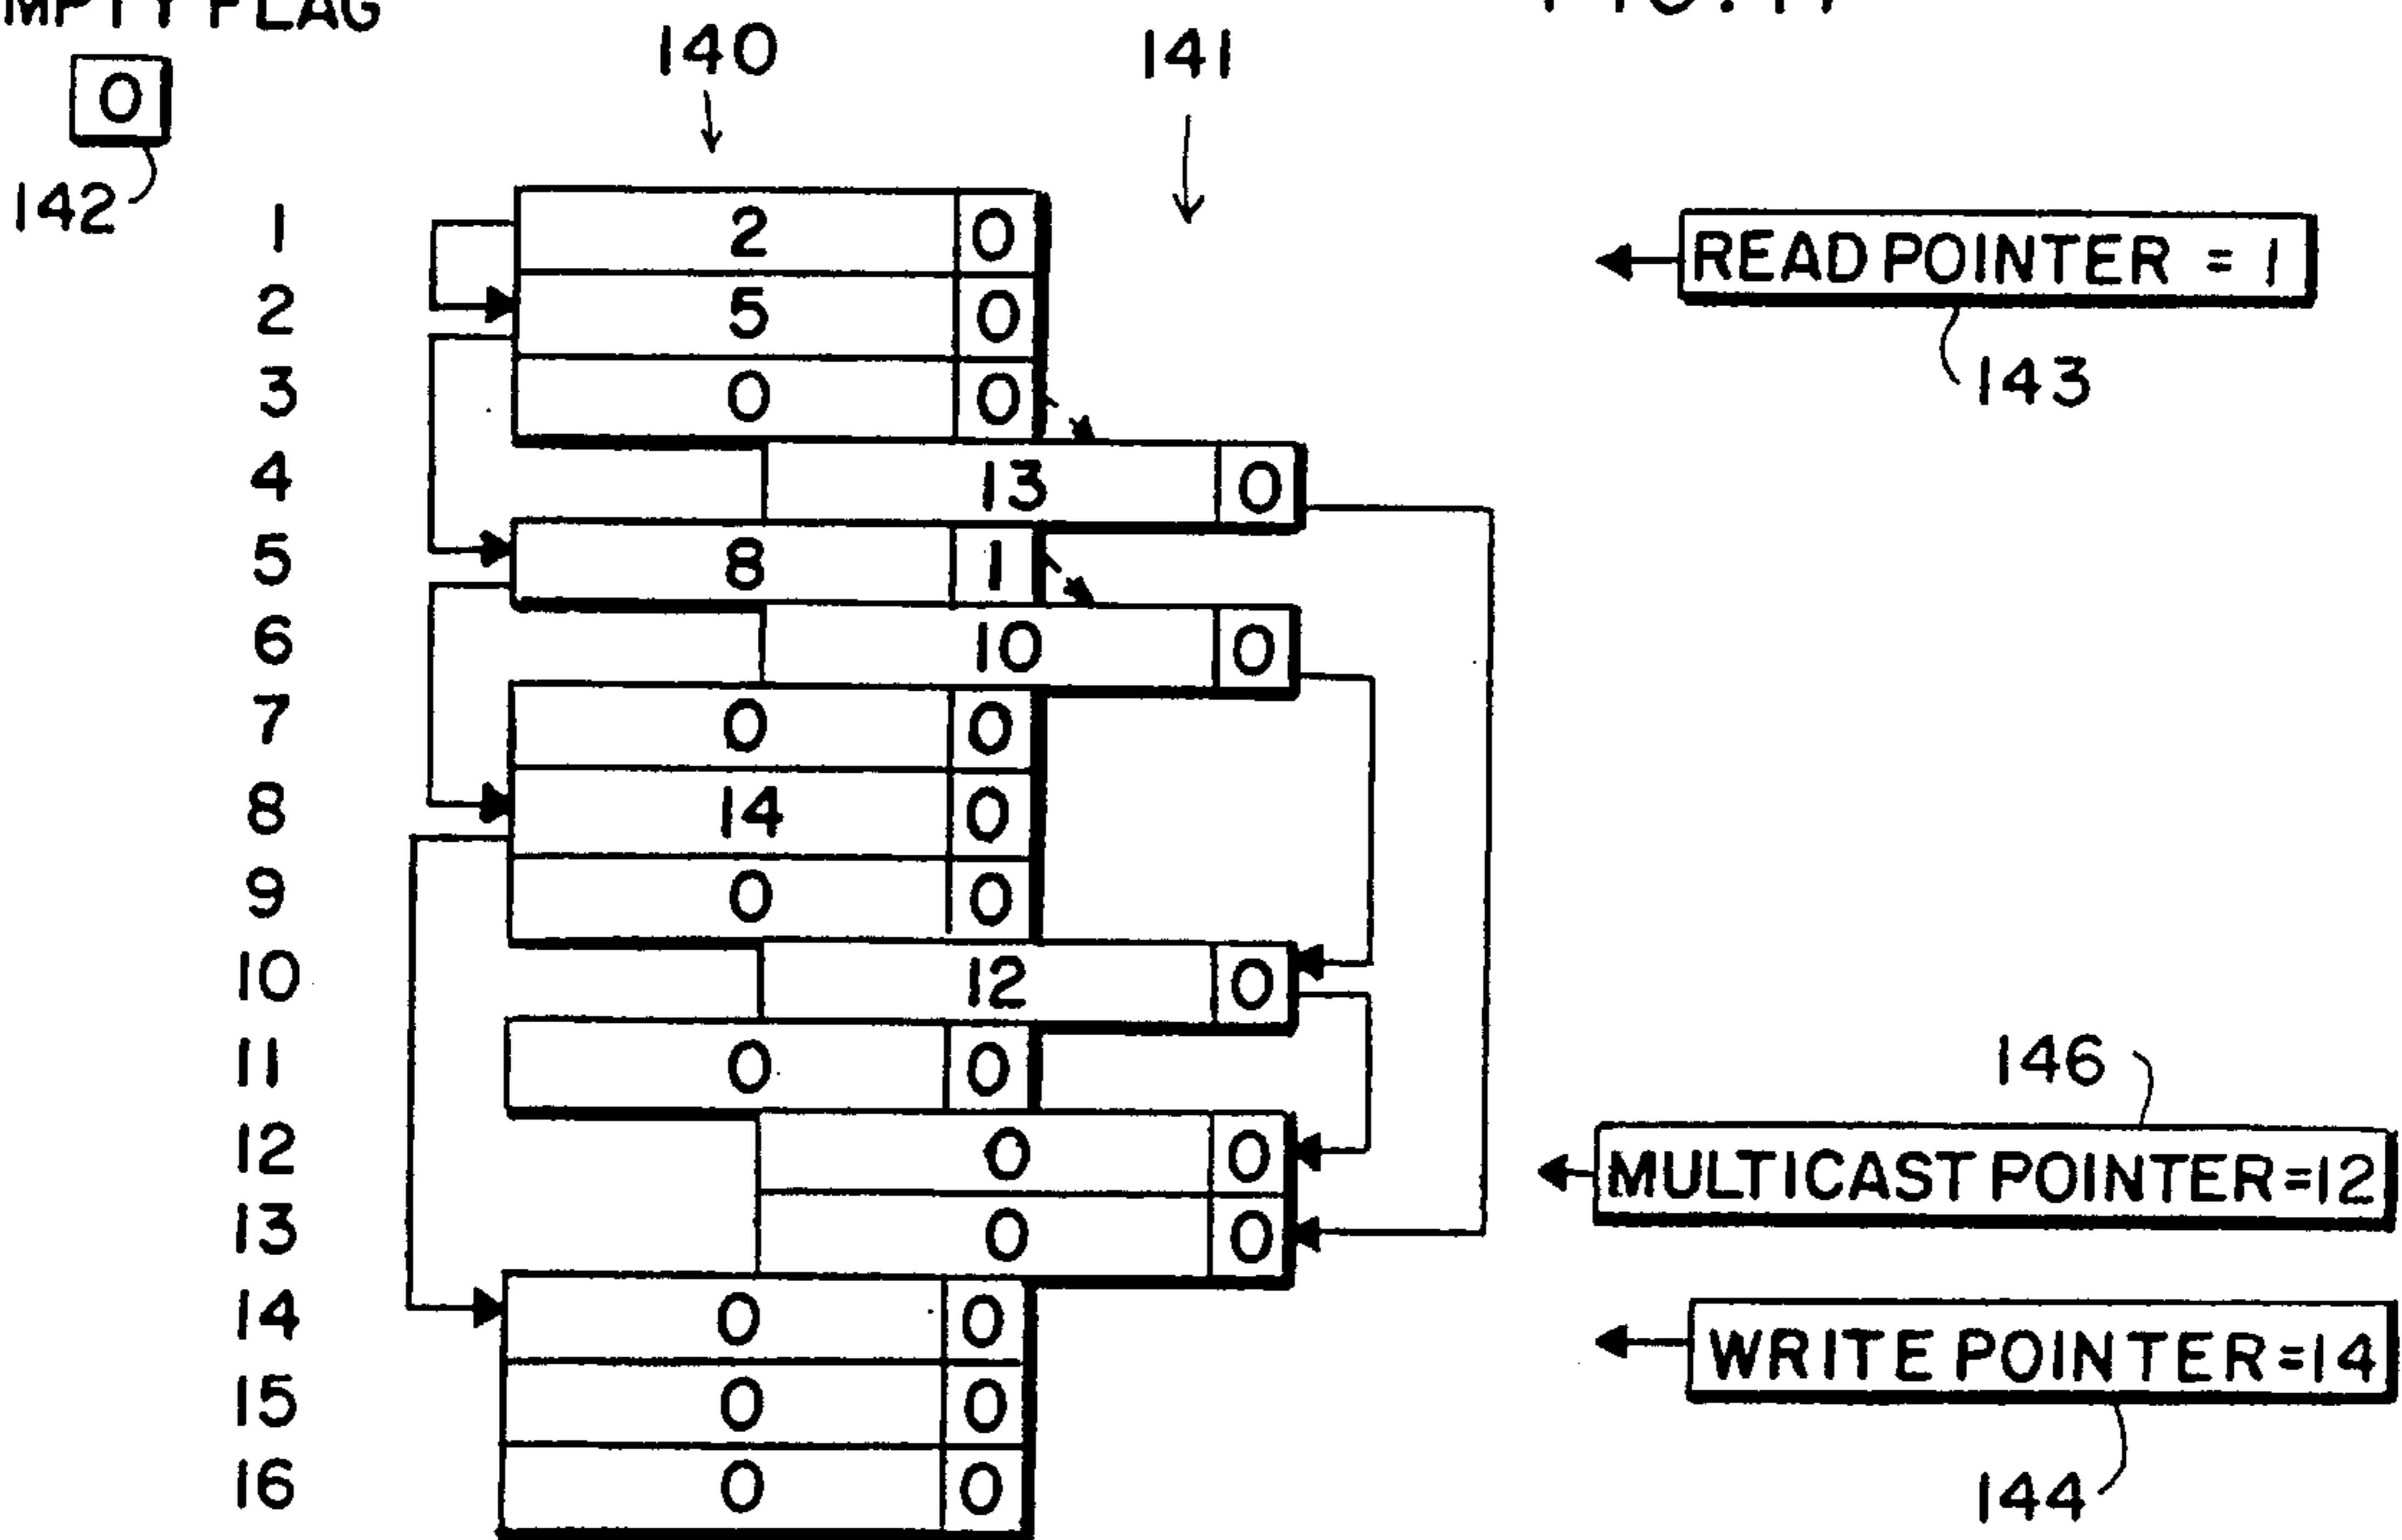 MPTY FLAG
0
142
140
141
1 2 0
READ POINTER = 1
2 5 0
143
3 0 0
4 13 0
5 8 1
6 10 0
7 0 0
8 14 0
9 0 0
10 12 0
11 0 0
146
12 0 0
MULTICAST POINTER=12
13 0 0
14 0 0
WRITE POINTER=14
15 0 0
16 0 0
144